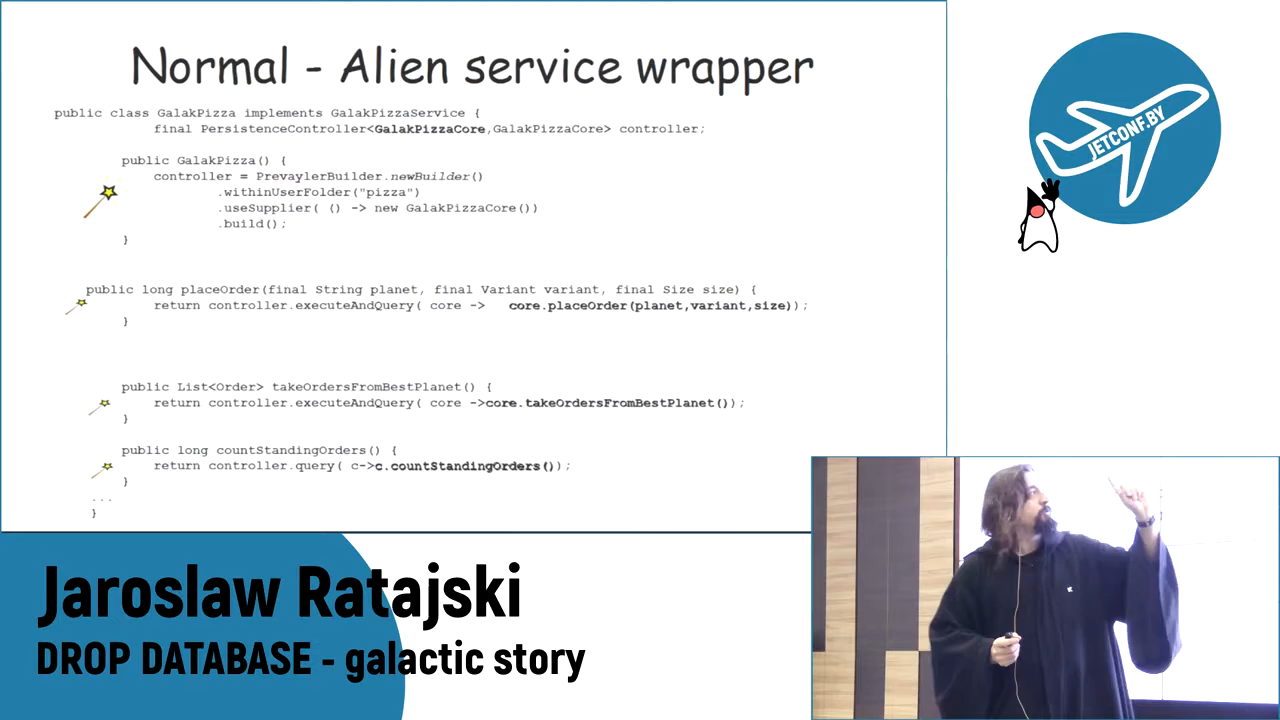 Normal - Alien service wrapper
public class GalakPizza implements GalakPizzaService {
final PersistenceController<GalakPizzaCore,GalakPizzaCore> controller;
public GalakPizza() {
controller = PrevaylerBuilder.newBuilder()
.withinUserFolder("pizza")
.useSupplier( () -> new GalakPizzaCore())
.build();
}
public long placeOrder(final String planet, final Variant variant, final Size size) {
return controller.executeAndQuery( core -> core.placeOrder(planet,variant,size));
}
public List<Order> takeOrdersFromBestPlanet() {
return controller.executeAndQuery( core ->core.takeOrdersFromBestPlanet());
}
public long countStandingOrders() {
return controller.query( c->c.countStandingOrders());
}
...
}
JETCONF.BY
Jaroslaw Ratajski
DROP DATABASE - galactic story